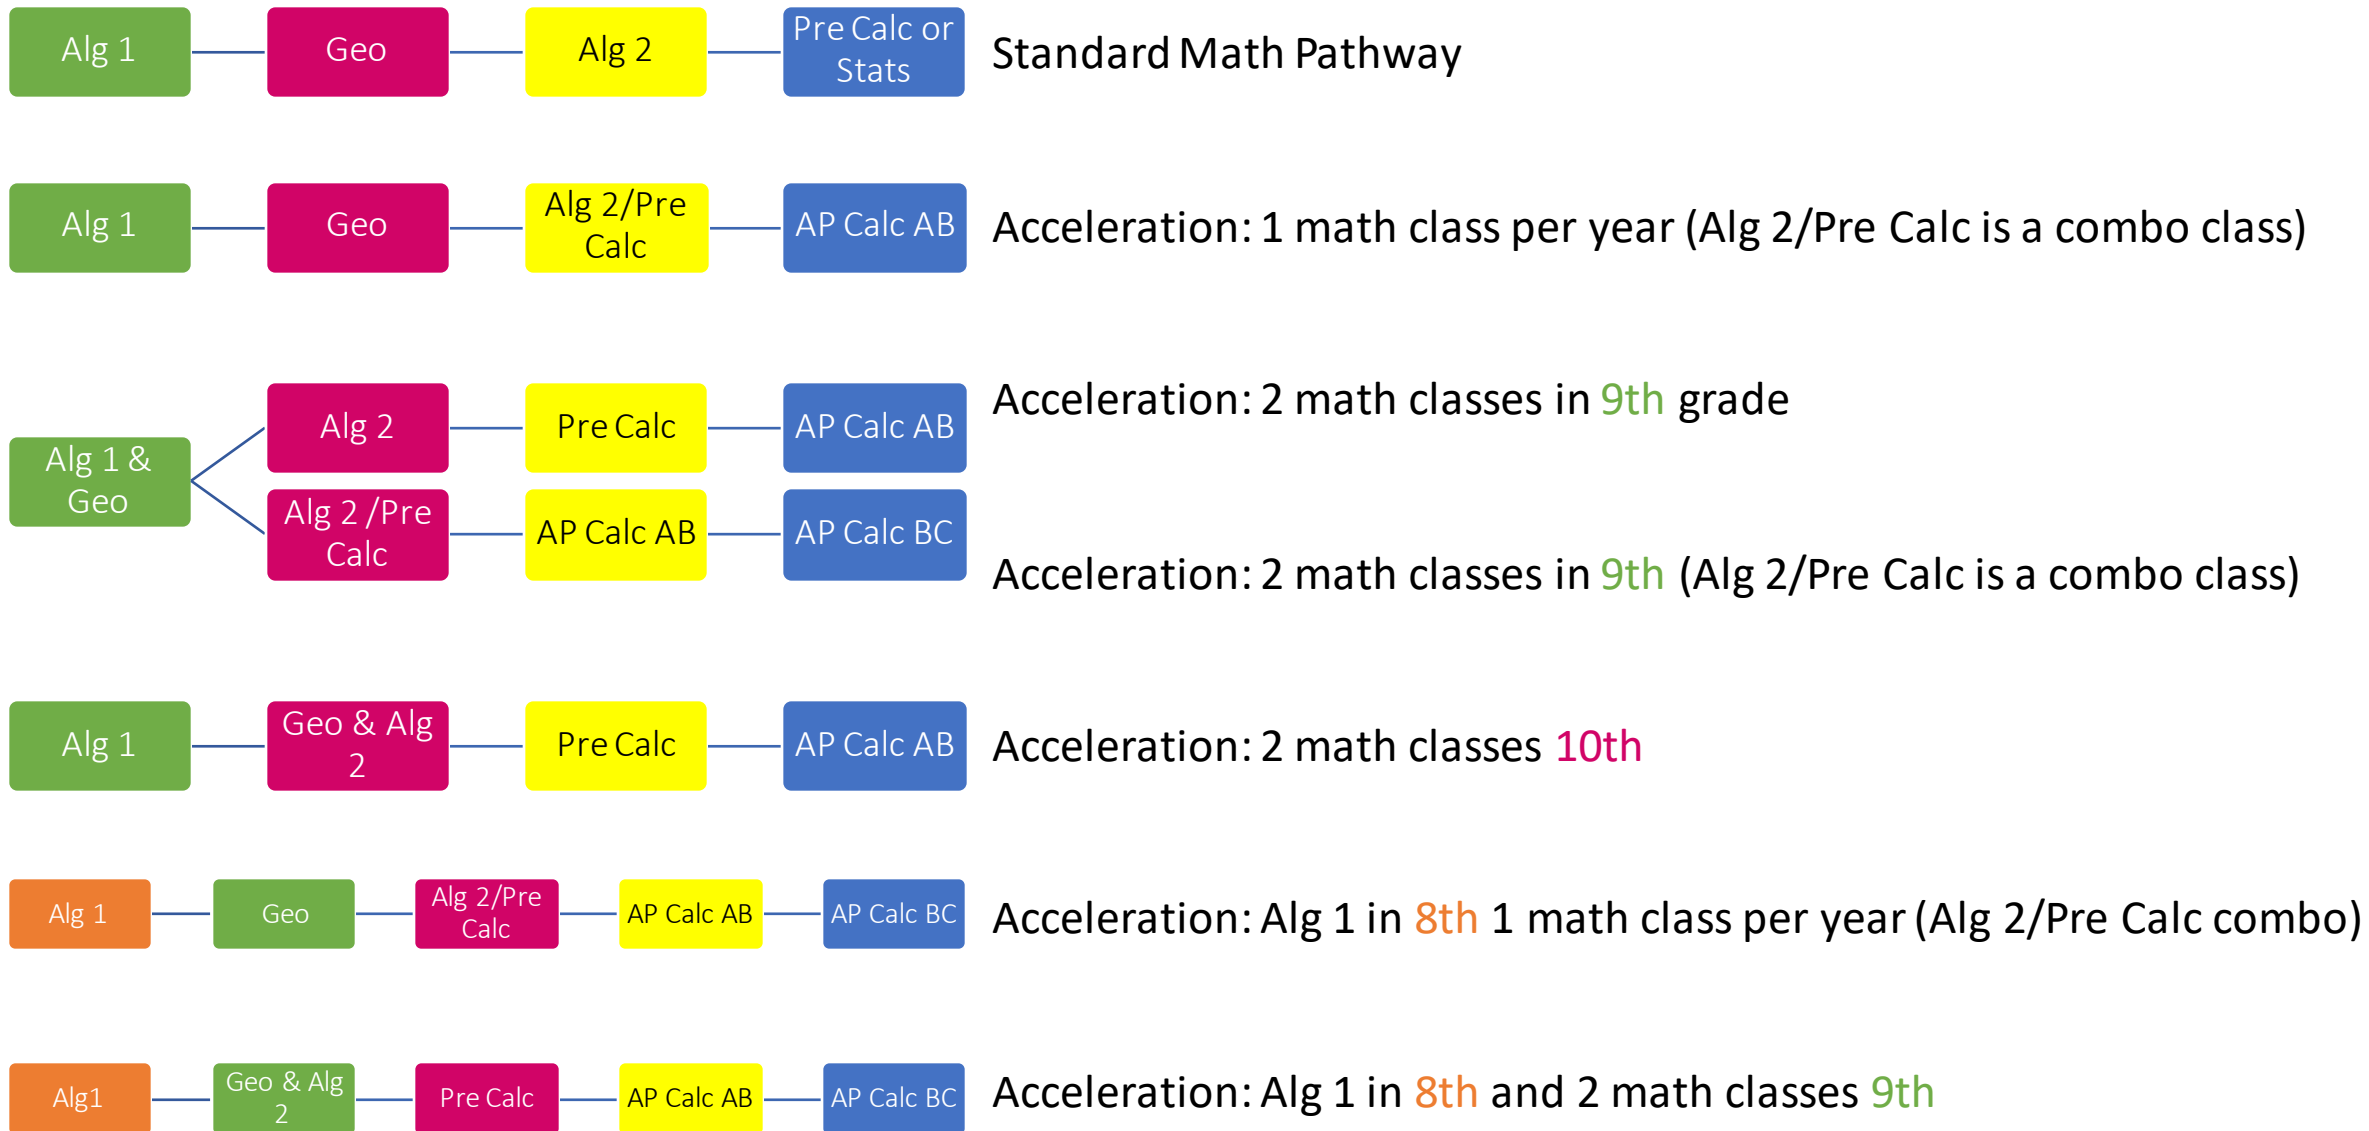 Alg 1
Geo
Alg 2
Pre Calc or
Stats
Standard Math Pathway
Alg 1
Geo
Alg 2/Pre
Calc
AP Calc AB
Acceleration: 1 math class per year (Alg 2/Pre Calc is a combo class)
Alg 1 &
Geo
Alg 2
Pre Calc
AP Calc AB
Acceleration: 2 math classes in 9th grade
Alg 2 /Pre
Calc
AP Calc AB
AP Calc BC
Acceleration: 2 math classes in 9th (Alg 2/Pre Calc is a combo class)
Alg 1
Geo & Alg
2
Pre Calc
AP Calc AB
Acceleration: 2 math classes 10th
Alg 1
Geo
Alg 2/Pre
Calc
AP Calc AB
AP Calc BC
Acceleration: Alg 1 in 8th 1 math class per year (Alg 2/Pre Calc combo)
Alg1
Geo & Alg
2
Pre Calc
AP Calc AB
AP Calc BC
Acceleration: Alg 1 in 8th and 2 math classes 9th